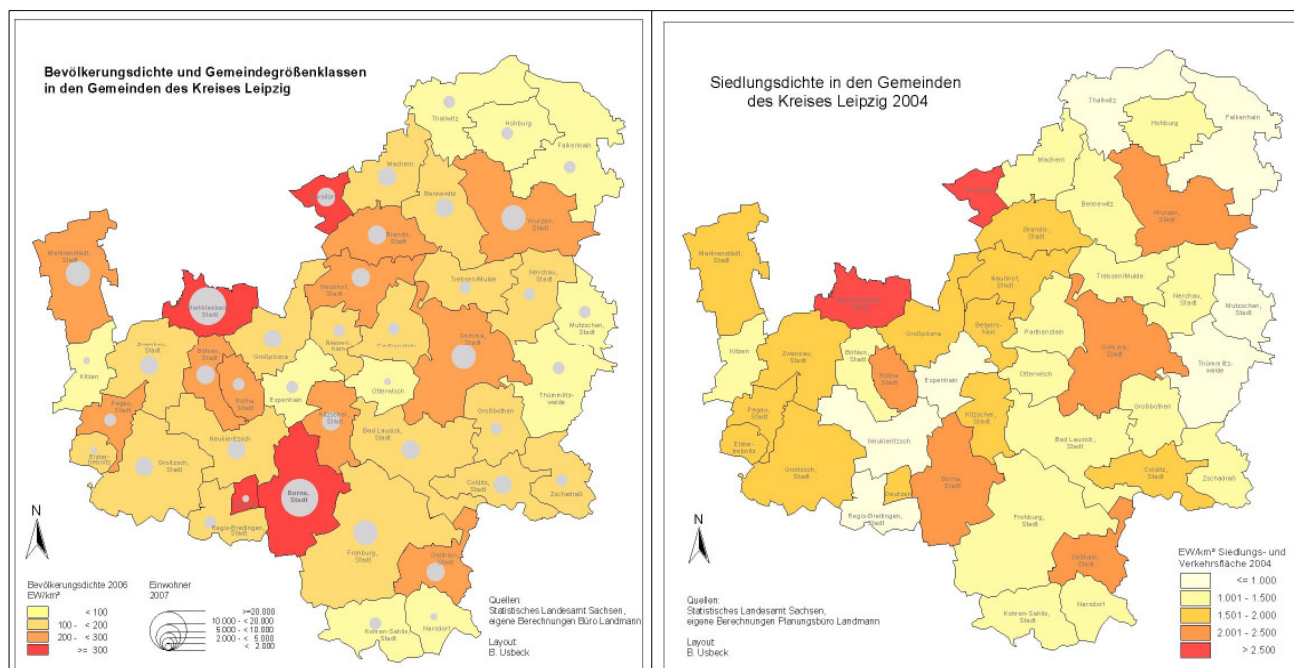 Bevölkerungsdichte und Gemeindegrößenklassen
in den Gemeinden des Kreises Leipzig
Thallwitz
Hohburg
Falkenhain
Machern
Bennewitz
Wurzen,
Stadt
Brandis,
Stadt
Markranstädt,
Stadt
Naunhof,
Stadt
Trebsen/Mulde
Nerchau,
Stadt
Mutzschen,
Stadt
Markkleeberg,
Stadt
Großpösna
Belgers-
hain
Parthenstein
Grimma,
Stadt
Zwenkau,
Stadt
Böhlen,
Stadt
Kitzen
Rötha
Stadt
Espenhain
Otterwisch
Thümmlitz-
walde
Pegau,
Stadt
Kitzscher,
Stadt
Großbothen
Neukieritzsch
Bad Lausick,
Stadt
Elster-
trebnitz
Groitzsch,
Stadt
Colditz,
Stadt
Zschadraß
Borna,
Stadt
Regis-Breitingen,
Stadt
Frohburg,
Stadt
Geithain,
Stadt
Kohren-Sahlis,
Stadt
Narsdorf
N
Bevölkerungsdichte 2006
EW/km²
< 100
100 - < 200
200 - < 300
>= 300
Einwohner
2007
>=20.000
10.000 - < 20.000
5.000 - < 10.000
2.000 - < 5.000
< 2.000
Quellen:
Statistisches Landesamt Sachsen,
eigene Berechnungen Büro Landmann
Layout:
B. Usbeck
Siedlungsdichte in den Gemeinden
des Kreises Leipzig 2004
Thallwitz
Hohburg
Falkenhain
Machern
Bennewitz
Wurzen,
Stadt
Brandis,
Stadt
Markranstädt,
Stadt
Naunhof,
Stadt
Trebsen/Mulde
Nerchau,
Stadt
Mutzschen,
Stadt
Großpösna
Belgers-
hain
Parthenstein
Grimma,
Stadt
Zwenkau,
Stadt
Böhlen,
Stadt
Kitzen
Rötha
Stadt
Espenhain
Otterwisch
Thümmlitz-
walde
Pegau,
Stadt
Kitzscher,
Stadt
Großbothen
Neukieritzsch
Bad Lausick,
Stadt
Elster-
trebnitz
Groitzsch,
Stadt
Colditz,
Stadt
Zschadraß
Borna,
Stadt
Deutzen
Regis-Breitingen,
Stadt
Frohburg,
Stadt
Geithain,
Stadt
Kohren-Sahlis,
Stadt
Narsdorf
N
EW/km² Siedlungs- und
Verkehrsfläche 2004
<= 1.000
1.001 - 1.500
1.501 - 2.000
2.001 - 2.500
> 2.500
Quellen:
Statistisches Landesamt Sachsen,
eigene Berechnungen Planungsbüro Landmann
Layout:
B. Usbeck